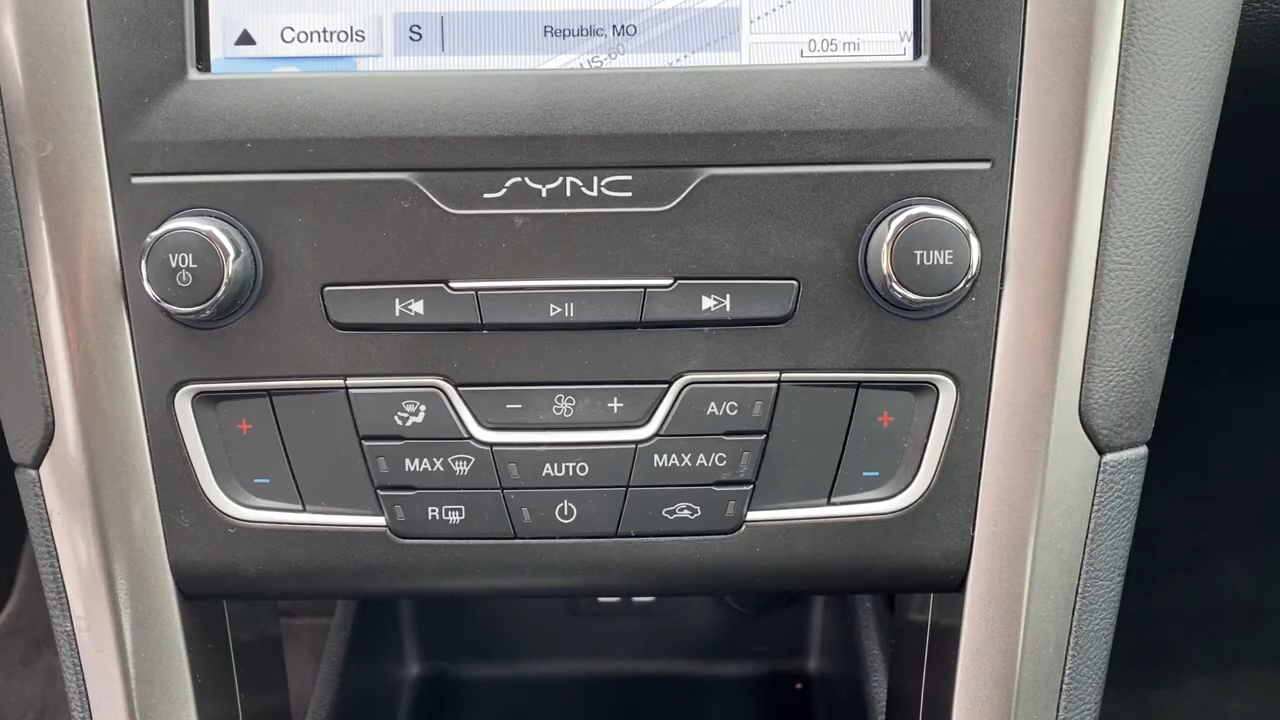 Controls
S
Republic, MO
US-60
0.05 mi
W
SYNC
VOL
TUNE
- +
A/C
+
+
MAX
AUTO
MAX A/C
-
-
R